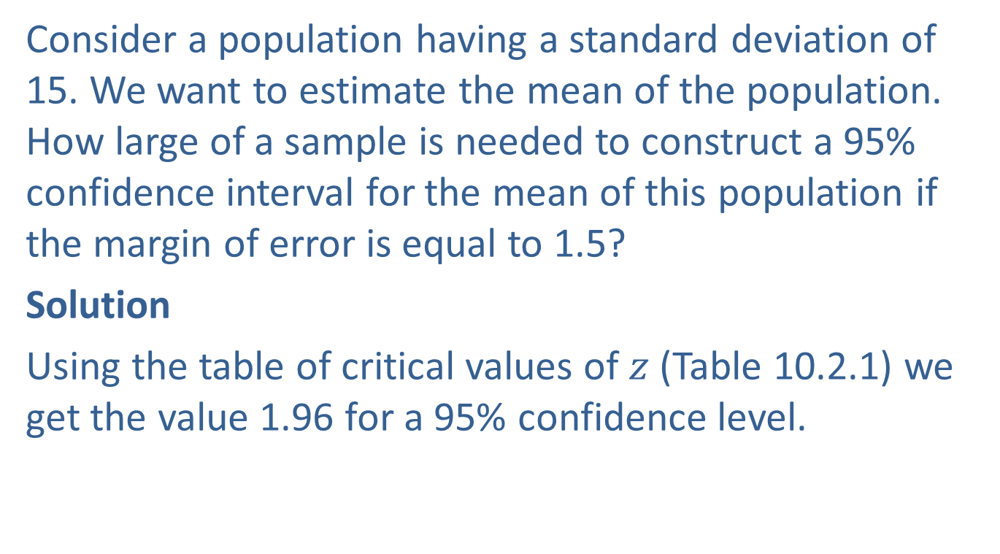 Consider a population having a standard deviation of
15. We want to estimate the mean of the population.
How large of a sample is needed to construct a 95%
confidence interval for the mean of this population if
the margin of error is equal to 1.5?
Solution
Using the table of critical values of z (Table 10.2.1) we
get the value 1.96 for a 95% confidence level.